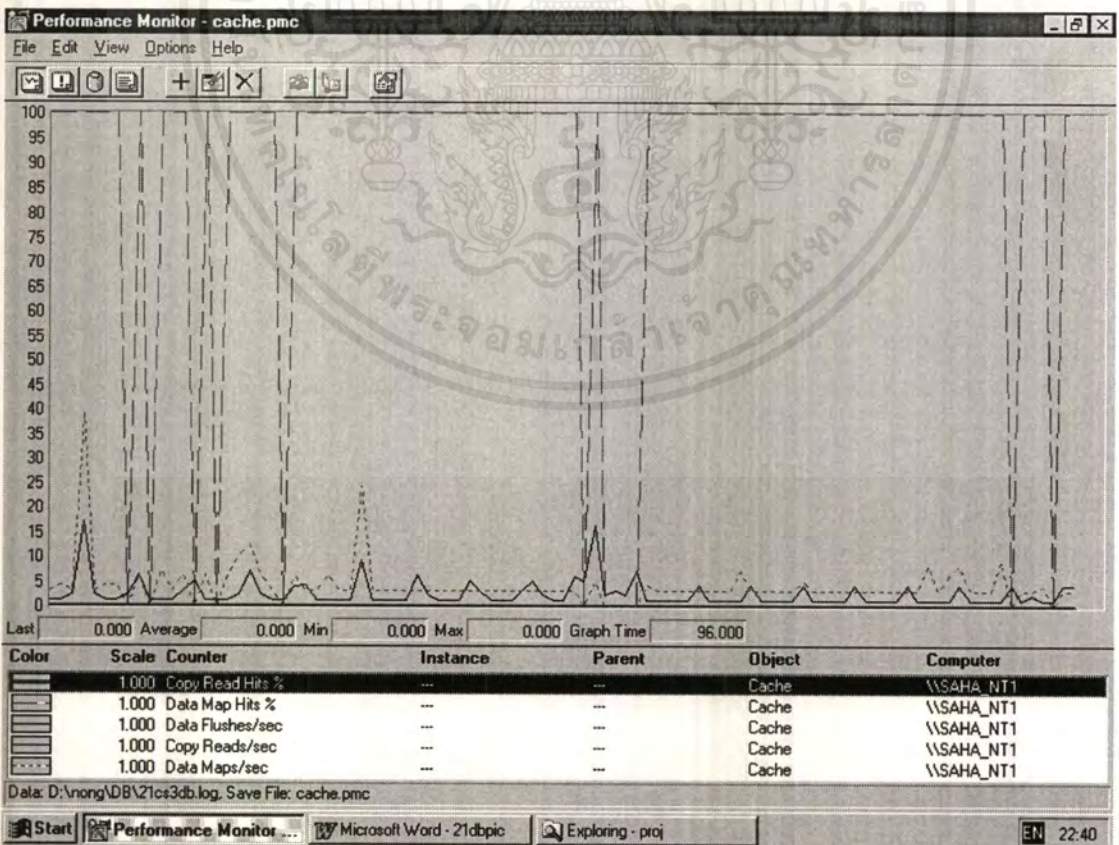 Performance Monitor - cache.pmc
File Edit View Options Help
100
95
90
85
80
75
70
65
60
55
50
45
40
35
30
25
20
15
10
5
0
Last 0.000 Average 0.000 Min 0.000 Max 0.000 Graph Time 96.000
Color Scale Counter Instance Parent Object Computer
1.000 Copy Read Hits % --- --- Cache \\SAHA_NT1
1.000 Data Map Hits % --- --- Cache \\SAHA_NT1
1.000 Data Flushes/sec --- --- Cache \\SAHA_NT1
1.000 Copy Reads/sec --- --- Cache \\SAHA_NT1
1.000 Data Maps/sec --- --- Cache \\SAHA_NT1
Data: D:\nong\DB\21cs3db.log, Save File: cache.pmc
Start Performance Monitor ... Microsoft Word - 21dbpic Exploring - proj EN 22:40